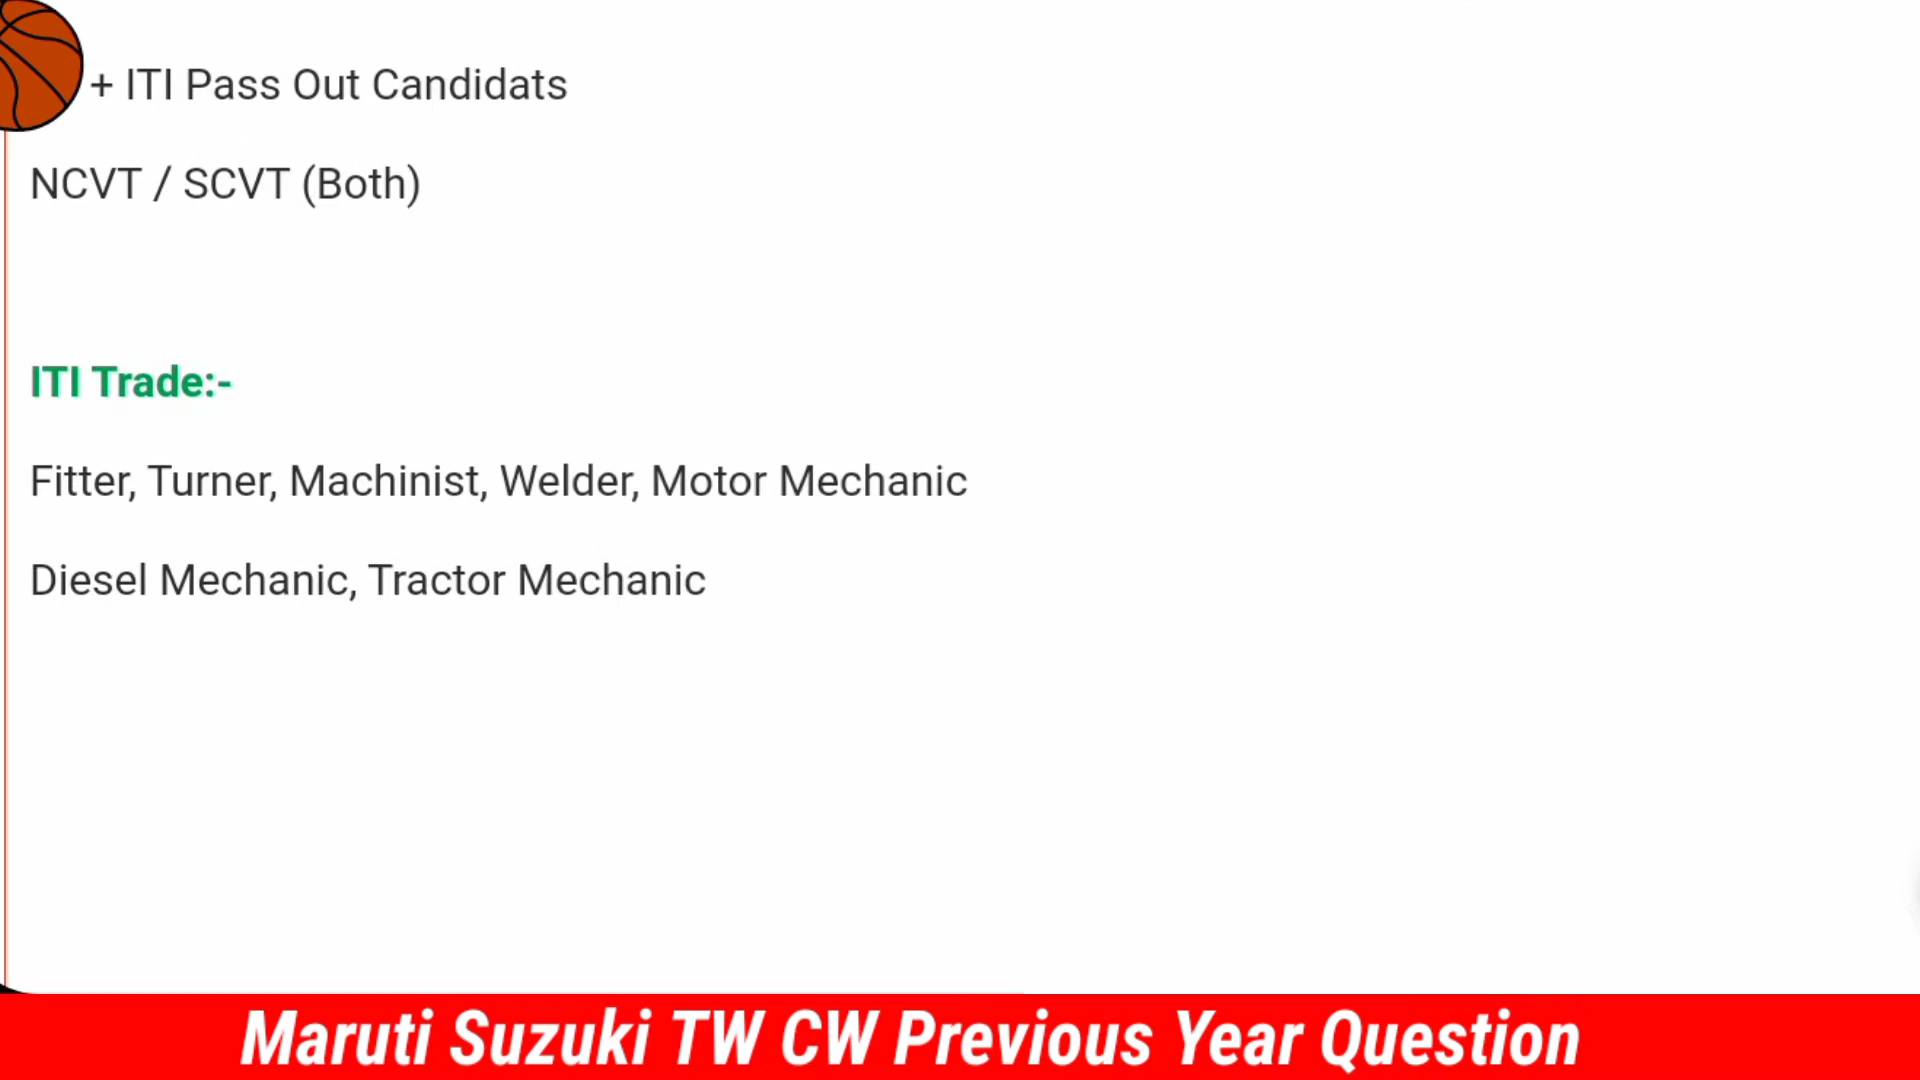 + ITI Pass Out Candidats
NCVT / SCVT (Both)
ITI Trade:-
Fitter, Turner, Machinist, Welder, Motor Mechanic
Diesel Mechanic, Tractor Mechanic
Maruti Suzuki TW CW Previous Year Question